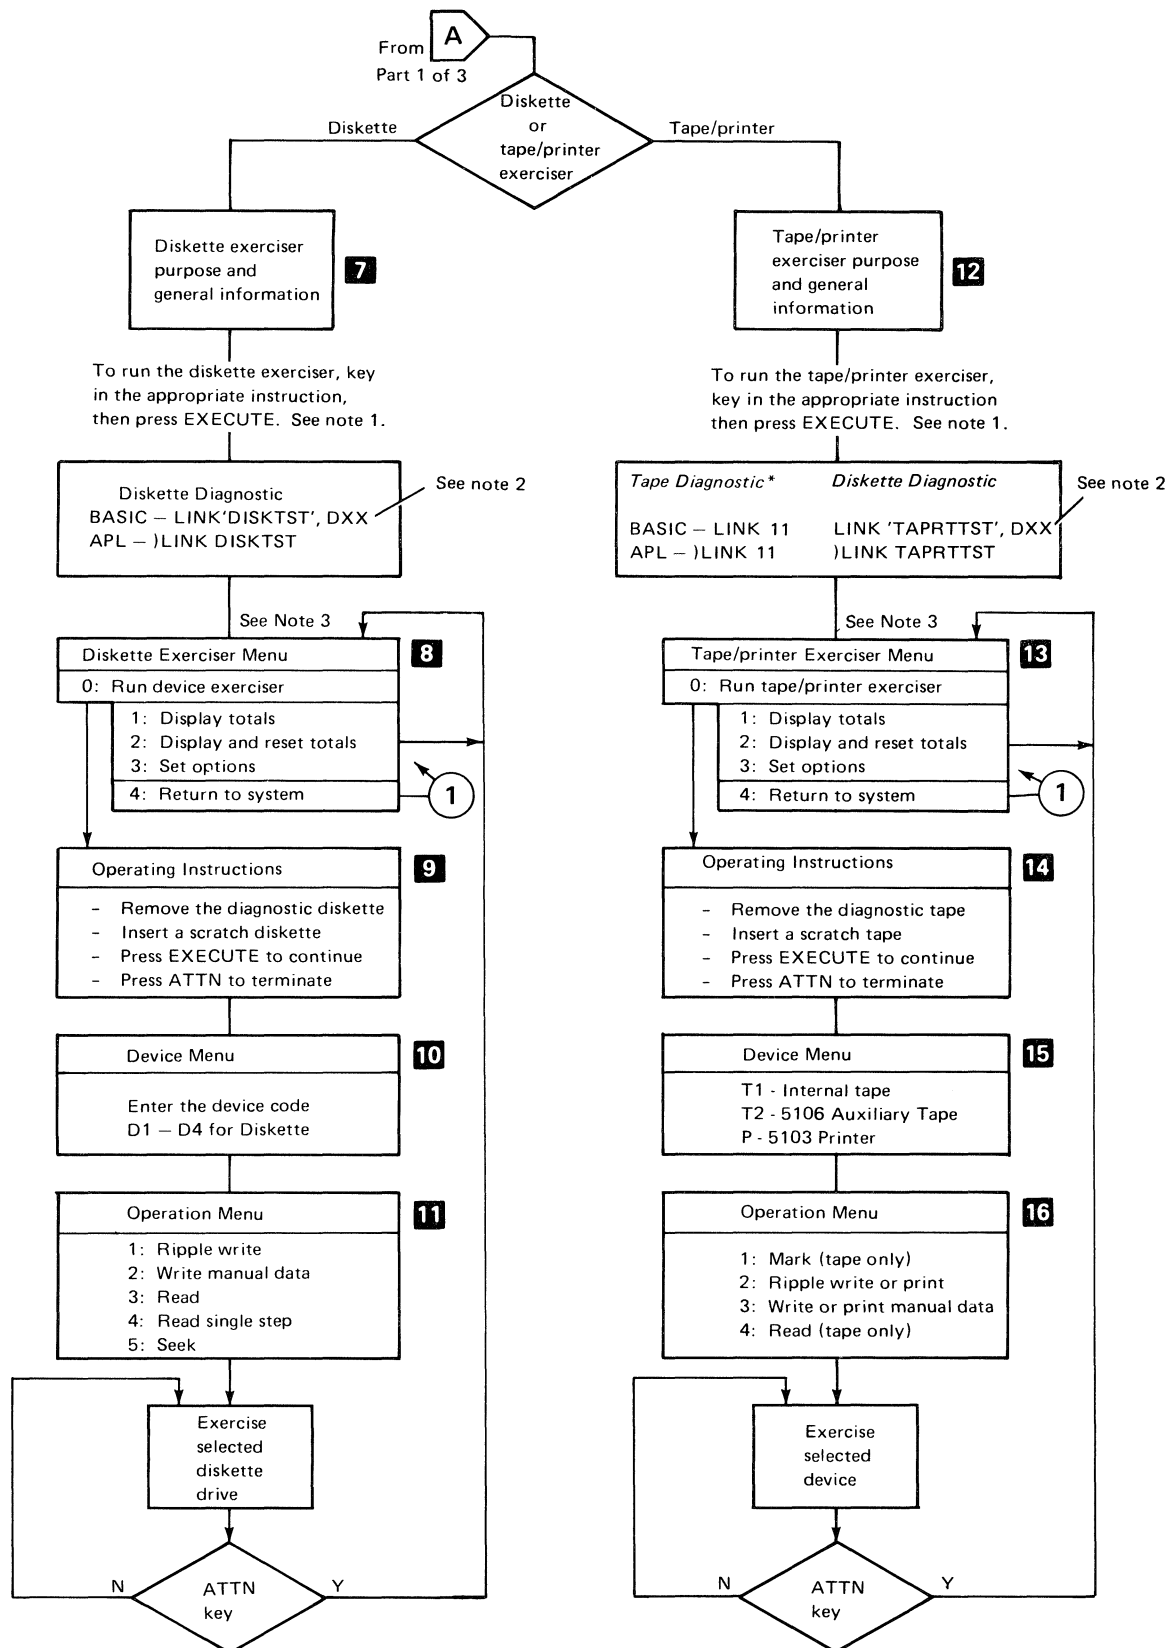 A
From
Part 1 of 3
Diskette
or
tape/printer
exerciser
Diskette
Tape/printer
Diskette exerciser
purpose and
general information
7
To run the diskette exerciser, key
in the appropriate instruction,
then press EXECUTE. See note 1.
Diskette Diagnostic
BASIC – LINK'DISKTST', DXX
APL – )LINK DISKTST
See note 2
See Note 3
Diskette Exerciser Menu
8
0: Run device exerciser
1: Display totals
2: Display and reset totals
3: Set options
4: Return to system
1
Operating Instructions
9
- Remove the diagnostic diskette
- Insert a scratch diskette
- Press EXECUTE to continue
- Press ATTN to terminate
Device Menu
10
Enter the device code
D1 – D4 for Diskette
Operation Menu
11
1: Ripple write
2: Write manual data
3: Read
4: Read single step
5: Seek
Exercise
selected
diskette
drive
N
ATTN
key
Y
Tape/printer
exerciser purpose
and general
information
12
To run the tape/printer exerciser,
key in the appropriate instruction
then press EXECUTE. See note 1.
Tape Diagnostic* Diskette Diagnostic
BASIC – LINK 11 LINK 'TAPRTTST', DXX
APL – )LINK 11 )LINK TAPRTTST
See note 2
See Note 3
Tape/printer Exerciser Menu
13
0: Run tape/printer exerciser
1: Display totals
2: Display and reset totals
3: Set options
4: Return to system
1
Operating Instructions
14
- Remove the diagnostic tape
- Insert a scratch tape
- Press EXECUTE to continue
- Press ATTN to terminate
Device Menu
15
T1 - Internal tape
T2 - 5106 Auxiliary Tape
P - 5103 Printer
Operation Menu
16
1: Mark (tape only)
2: Ripple write or print
3: Write or print manual data
4: Read (tape only)
Exercise
selected
device
N
ATTN
key
Y